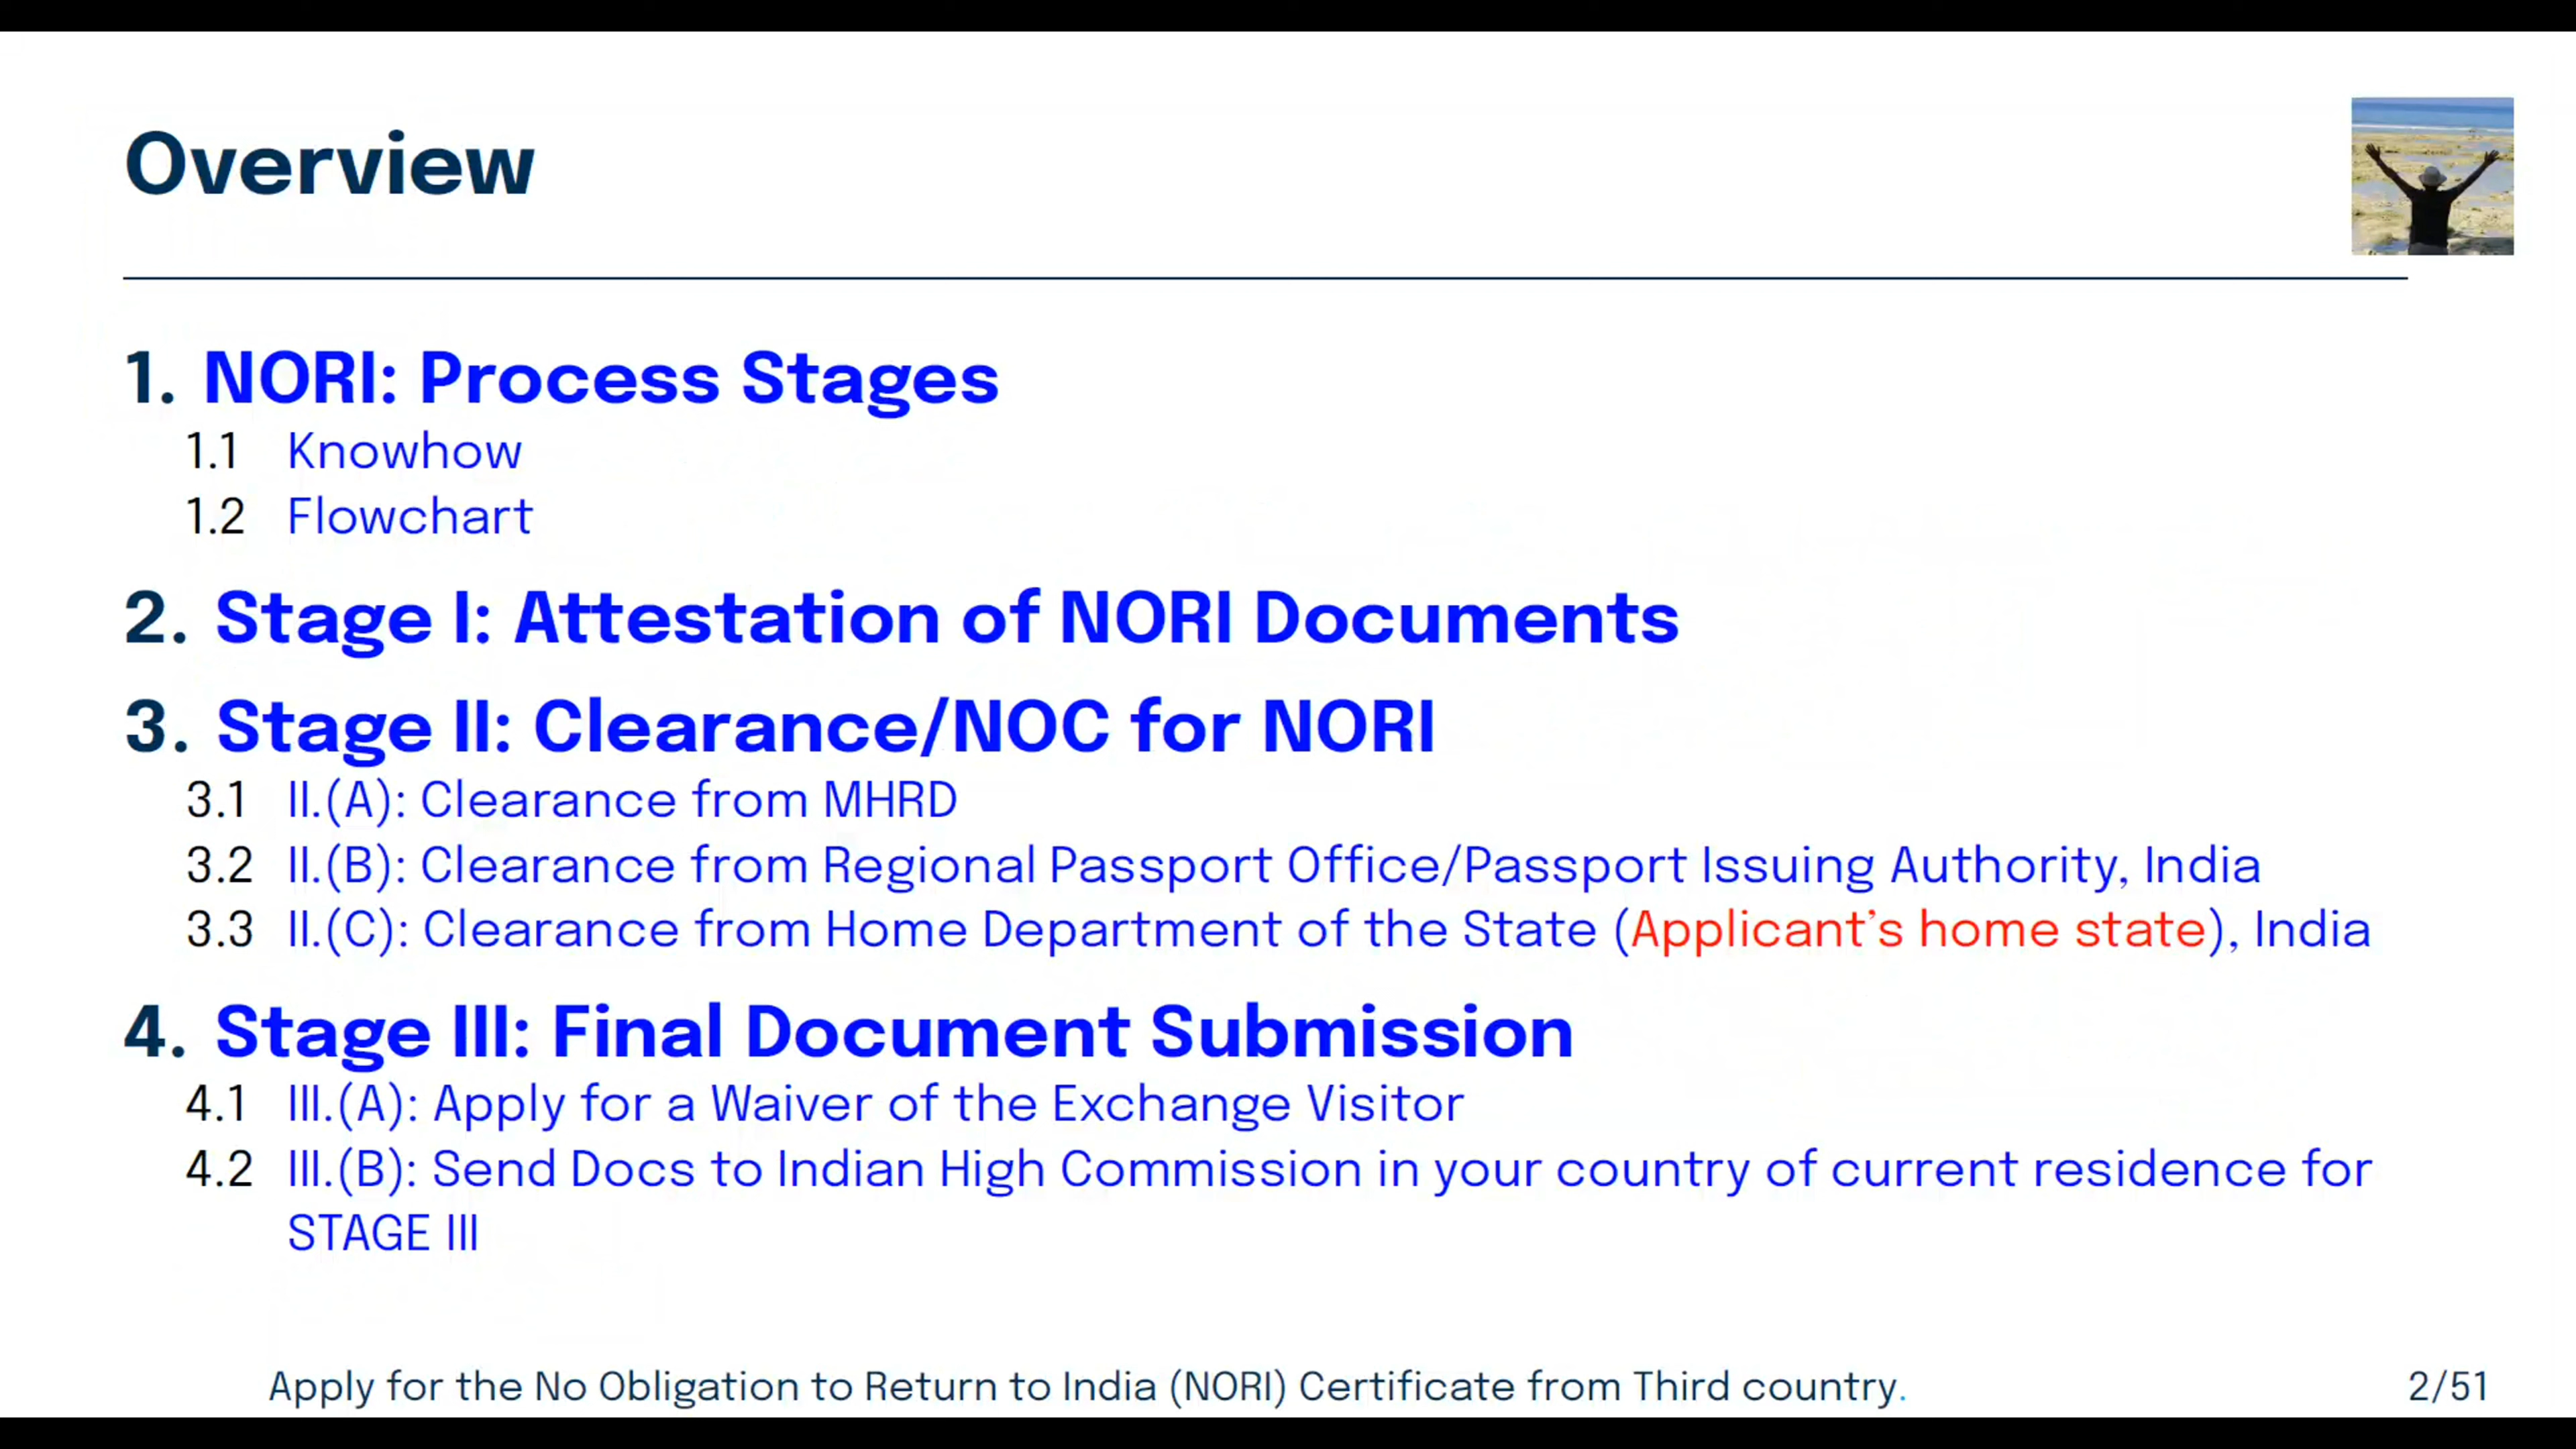 Overview
1. NORI: Process Stages
1.1 Knowhow
1.2 Flowchart
2. Stage I: Attestation of NORI Documents
3. Stage II: Clearance/NOC for NORI
3.1 II.(A): Clearance from MHRD
3.2 II.(B): Clearance from Regional Passport Office/Passport Issuing Authority, India
3.3 II.(C): Clearance from Home Department of the State (Applicant’s home state), India
4. Stage III: Final Document Submission
4.1 III.(A): Apply for a Waiver of the Exchange Visitor
4.2 III.(B): Send Docs to Indian High Commission in your country of current residence for
STAGE III
Apply for the No Obligation to Return to India (NORI) Certificate from Third country.
2/51